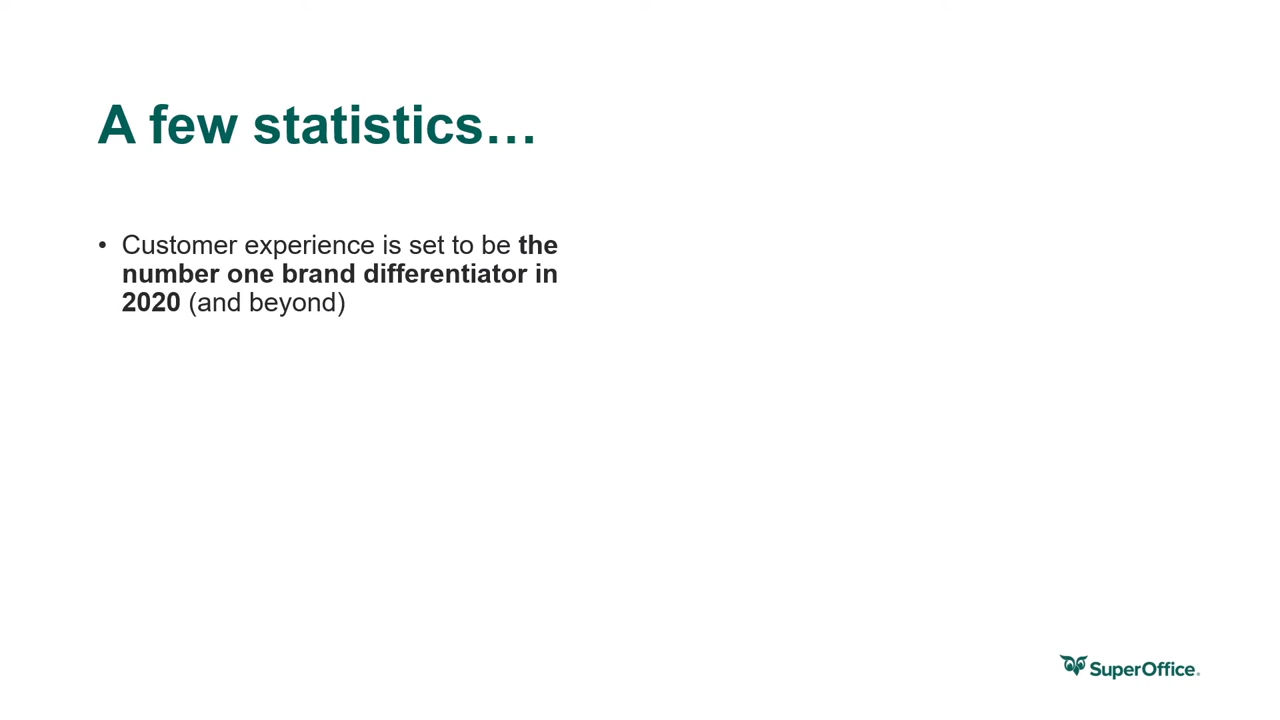 A few statistics…
• Customer experience is set to be the
number one brand differentiator in
2020 (and beyond)
SuperOffice.